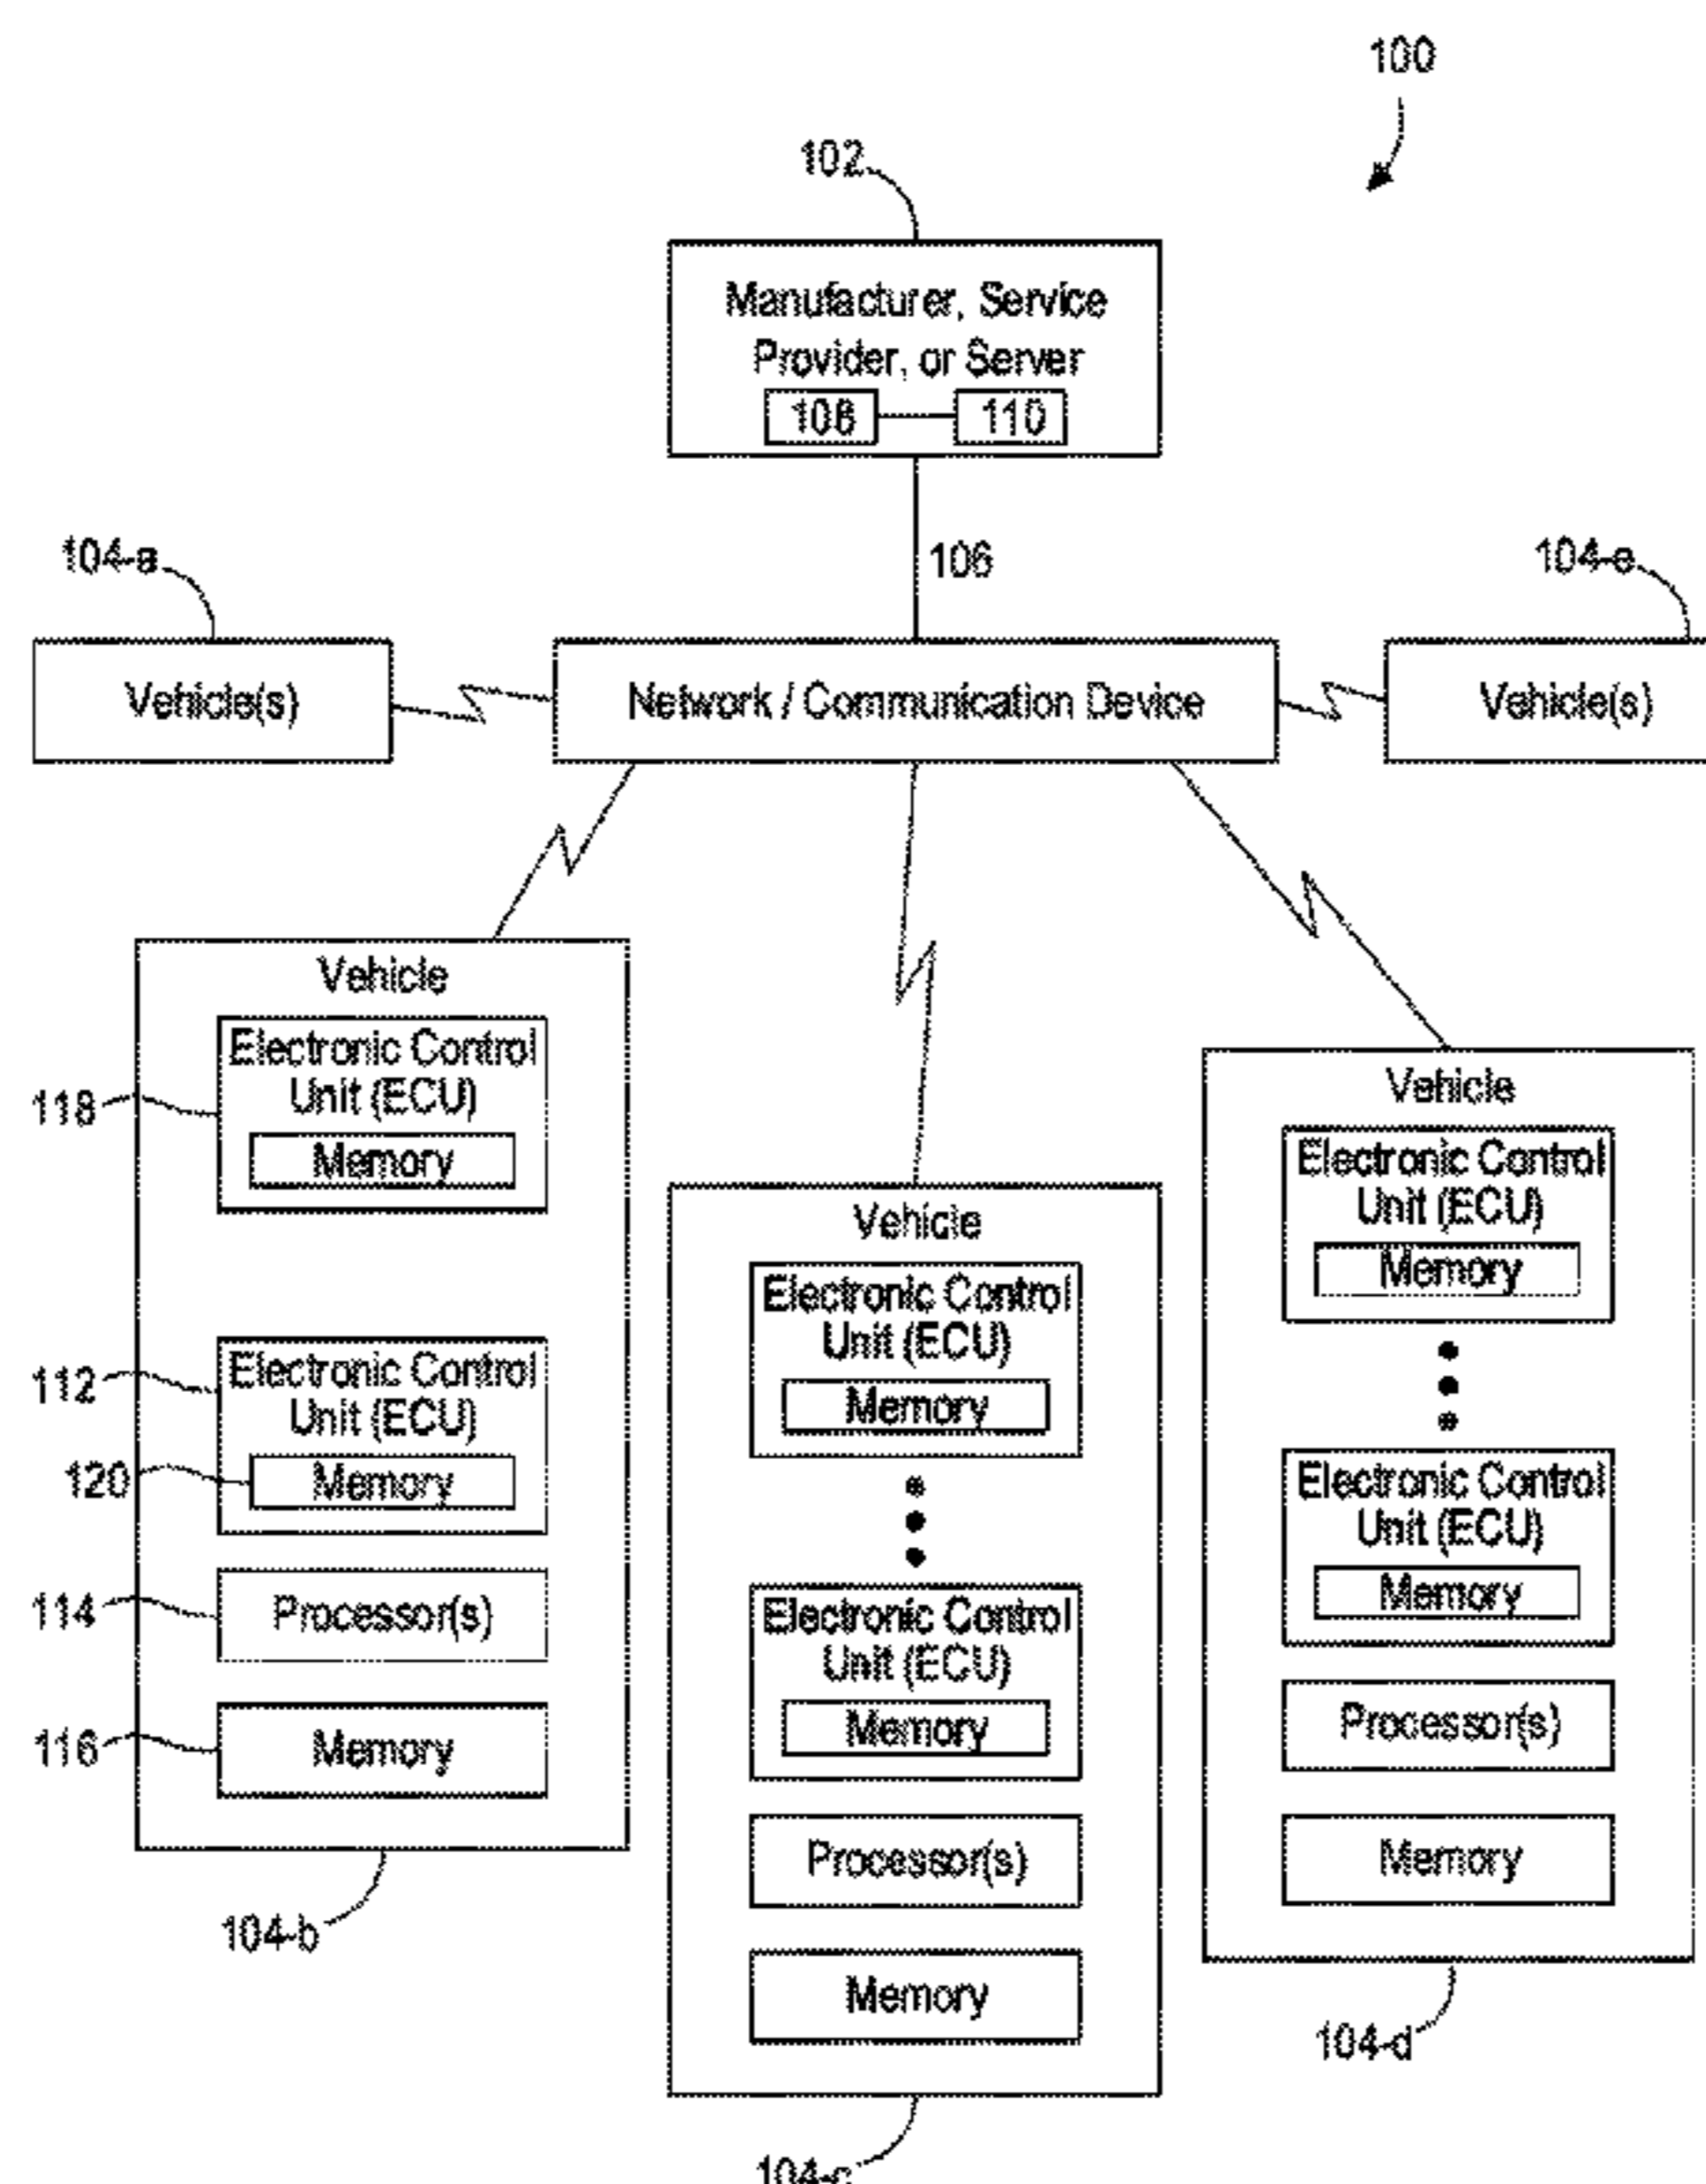 100
102
Manufacturer, Service
Provider, or Server
108
110
106
104-a
104-e
Vehicle(s)
Network / Communication Device
Vehicle(s)
Vehicle
Electronic Control
Unit (ECU)
Memory
118
Electronic Control
Unit (ECU)
Memory
112
120
Processor(s)
114
Memory
116
104-b
Vehicle
Electronic Control
Unit (ECU)
Memory
Electronic Control
Unit (ECU)
Memory
Processor(s)
Memory
104-c
Vehicle
Electronic Control
Unit (ECU)
Memory
Electronic Control
Unit (ECU)
Memory
Processor(s)
Memory
104-d